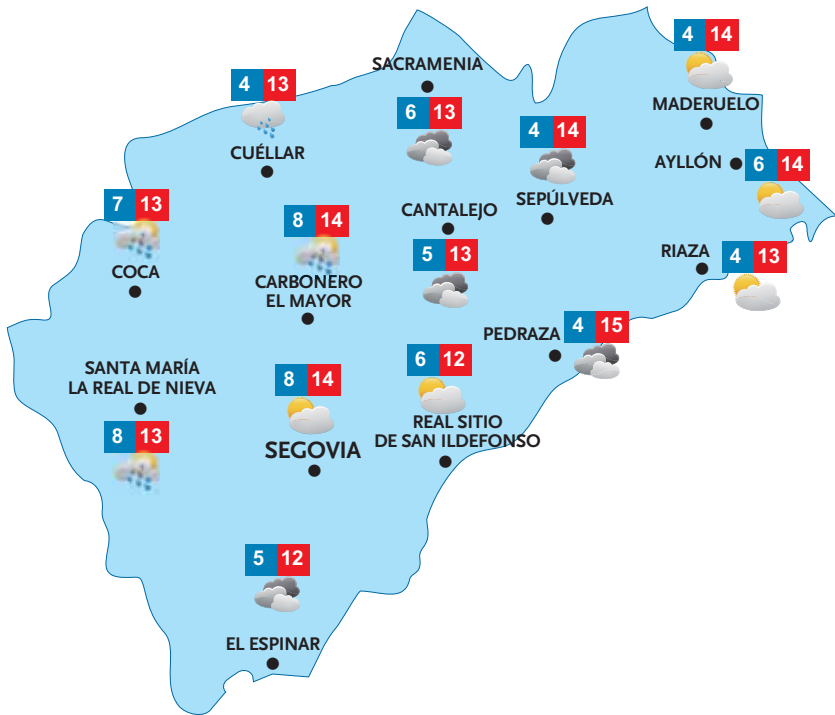 4 14
SACRAMENIA
4 13
MADERUELO
6 13
4 14
CUÉLLAR
AYLLÓN
6 14
7 13
SEPÚLVEDA
CANTALEJO
8 14
5 13
RIAZA
4 13
COCA
CARBONERO
EL MAYOR
PEDRAZA
4 15
SANTA MARÍA
LA REAL DE NIEVA
8 14
6 12
REAL SITIO
DE SAN ILDEFONSO
8 13
SEGOVIA
5 12
EL ESPINAR